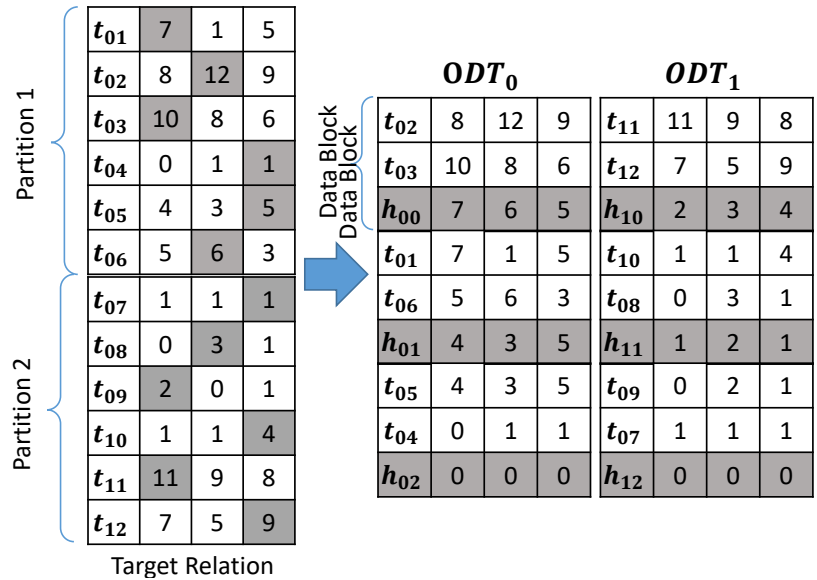 Partition 1
Partition 2
t01 7 1 5
t02 8 12 9
t03 10 8 6
t04 0 1 1
t05 4 3 5
t06 5 6 3
t07 1 1 1
t08 0 3 1
t09 2 0 1
t10 1 1 4
t11 11 9 8
t12 7 5 9
Target Relation
Data Block
Data Block
ODT0
t02 8 12 9
t03 10 8 6
h00 7 6 5
t01 7 1 5
t06 5 6 3
h01 4 3 5
t05 4 3 5
t04 0 1 1
h02 0 0 0
ODT1
t11 11 9 8
t12 7 5 9
h10 2 3 4
t10 1 1 4
t08 0 3 1
h11 1 2 1
t09 0 2 1
t07 1 1 1
h12 0 0 0